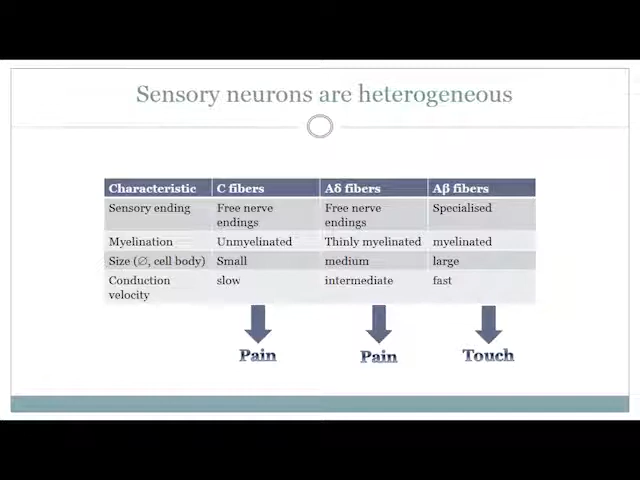 Sensory neurons are heterogeneous
Characteristic C fibers Aδ fibers Aβ fibers
Sensory ending Free nerve endings Free nerve endings Specialised
Myelination Unmyelinated Thinly myelinated myelinated
Size (∅, cell body) Small medium large
Conduction velocity slow intermediate fast
Pain Pain Touch